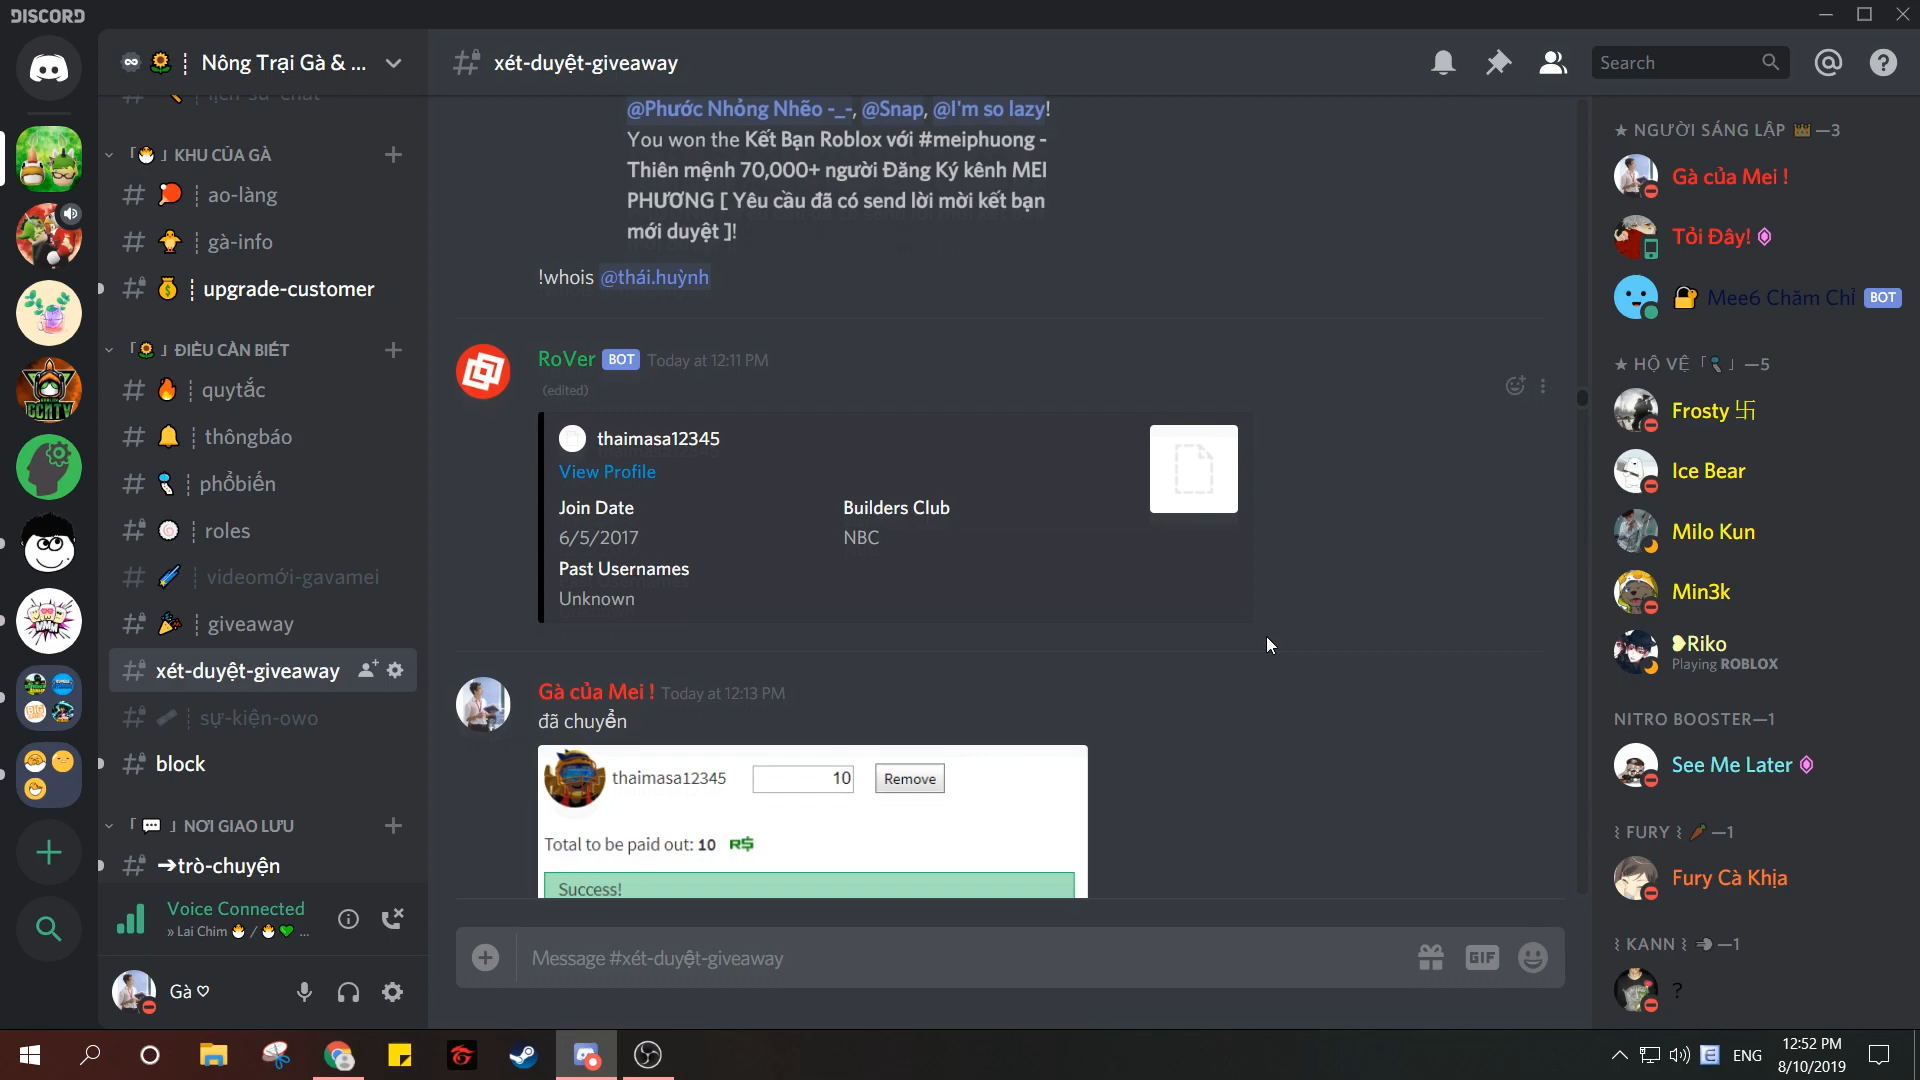 DISCORD
Nông Trại Gà & ...
xét-duyệt-giveaway
Search
lịch-sử-chat
「🐣」KHU CỦA GÀ
ao-làng
gà-info
upgrade-customer
「🌻」ĐIỀU CẦN BIẾT
quytắc
thôngbáo
phổbiến
roles
videomới-gavamei
giveaway
xét-duyệt-giveaway
sự-kiện-owo
block
「💬」NƠI GIAO LƯU
➔trò-chuyện
Voice Connected
» Lai Chim 🐣 / 🐣 💚 ...
Gà ♡
@Phước Nhỏng Nhẽo -_-, @Snap, @I'm so lazy!
You won the Kết Bạn Roblox với #meiphuong -
Thiên mệnh 70,000+ người Đăng Ký kênh MEI
PHƯƠNG [ Yêu cầu đã có send lời mời kết bạn
mới duyệt ]!
!whois @thái.huỳnh
RoVer BOT Today at 12:11 PM
(edited)
thaimasa12345
View Profile
Join Date
Builders Club
6/5/2017
NBC
Past Usernames
Unknown
Gà của Mei ! Today at 12:13 PM
đã chuyển
thaimasa12345 10 Remove
Total to be paid out: 10 R$
Success!
Message #xét-duyệt-giveaway
GIF
★ NGƯỜI SÁNG LẬP 👑—3
Gà của Mei !
Tỏi Đây!
Mee6 Chăm Chỉ BOT
★ HỘ VỆ「」—5
Frosty 卐
Ice Bear
Milo Kun
Min3k
❥Riko
Playing ROBLOX
NITRO BOOSTER—1
See Me Later
⌇ FURY ⌇ 🥕 —1
Fury Cà Khịa
⌇ KANN ⌇ —1
?
ENG
12:52 PM
8/10/2019